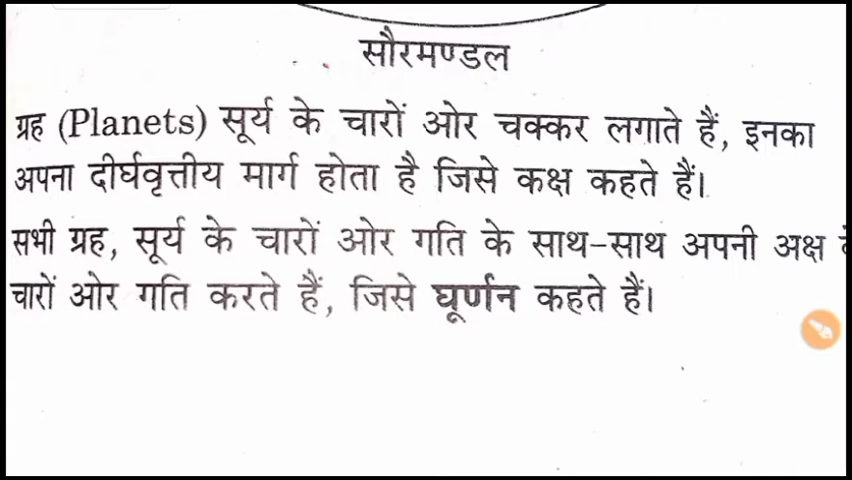 सौरमण्डल
ग्रह (Planets) सूर्य के चारों ओर चक्कर लगाते हैं, इनका
अपना दीर्घवृत्तीय मार्ग होता है जिसे कक्ष कहते हैं।
सभी ग्रह, सूर्य के चारों ओर गति के साथ-साथ अपनी अक्ष
चारों ओर गति करते हैं, जिसे घूर्णन कहते हैं।